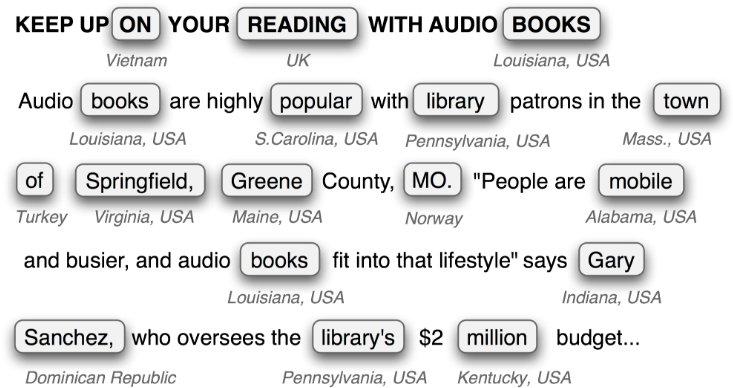 KEEP UP ON YOUR READING WITH AUDIO BOOKS
Vietnam UK Louisiana, USA
Audio books are highly popular with library patrons in the town
Louisiana, USA S.Carolina, USA Pennsylvania, USA Mass., USA
of Springfield, Greene County, MO. "People are mobile
Turkey Virginia, USA Maine, USA Norway Alabama, USA
and busier, and audio books fit into that lifestyle" says Gary
Louisiana, USA Indiana, USA
Sanchez, who oversees the library's $2 million budget...
Dominican Republic Pennsylvania, USA Kentucky, USA